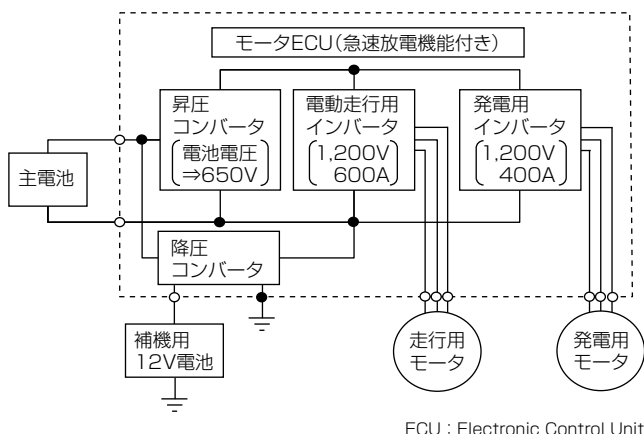 モータECU(急速放電機能付き)
昇圧
コンバータ
電池電圧
⇒650V
電動走行用
インバータ
1,200V
600A
発電用
インバータ
1,200V
400A
主電池
降圧
コンバータ
補機用
12V電池
走行用
モータ
発電用
モータ
ECU:Electronic Control Unit